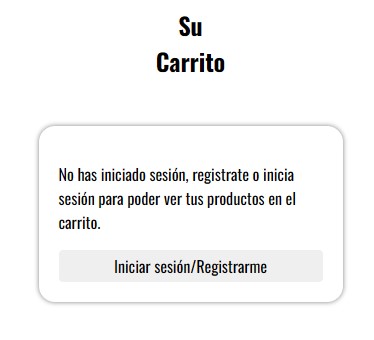 Su
Carrito
No has iniciado sesión, registrate o inicia
sesión para poder ver tus productos en el
carrito.
Iniciar sesión/Registrarme